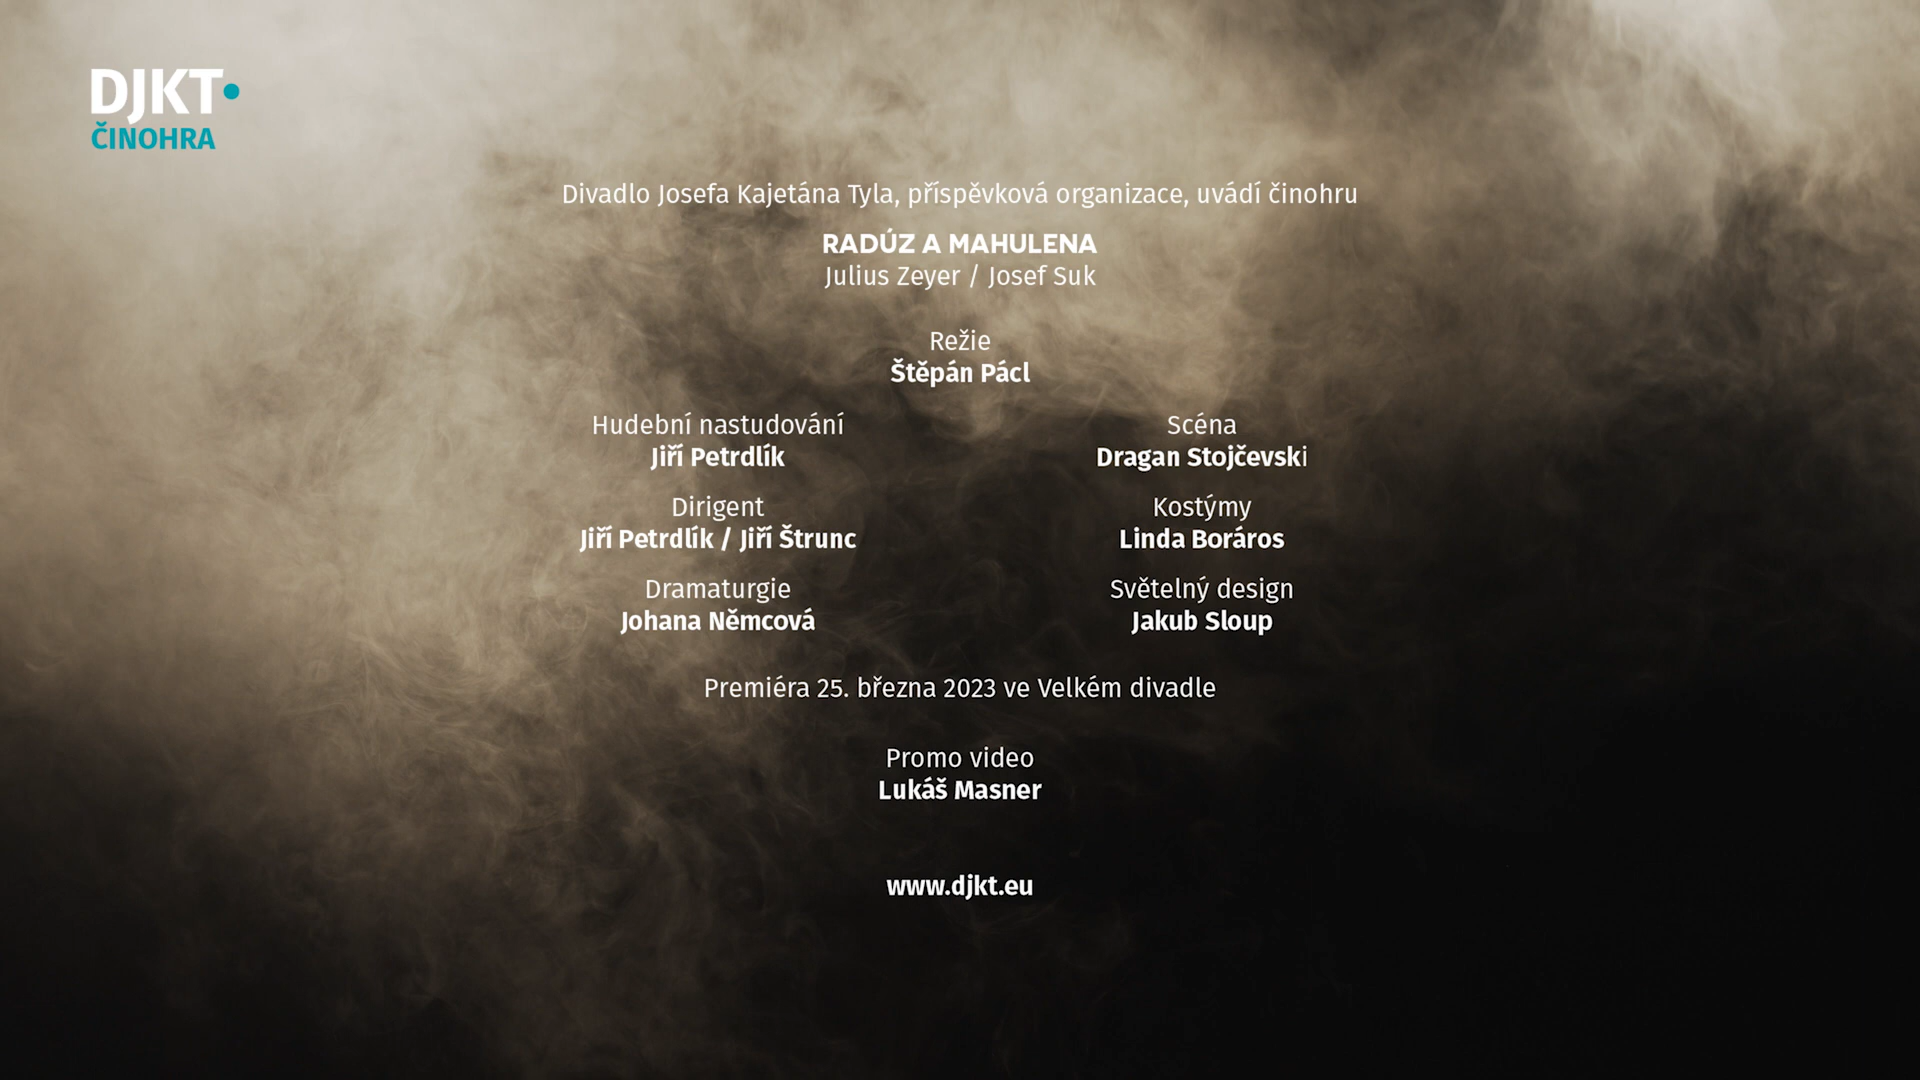 DJKT
ČINOHRA
Divadlo Josefa Kajetána Tyla, příspěvková organizace, uvádí činohru
RADÚZ A MAHULENA
Julius Zeyer / Josef Suk
Režie
Štěpán Pácl
Hudební nastudování
Jiří Petrdlík
Dirigent
Jiří Petrdlík / Jiří Štrunc
Dramaturgie
Johana Němcová
Scéna
Dragan Stojčevski
Kostýmy
Linda Boráros
Světelný design
Jakub Sloup
Premiéra 25. března 2023 ve Velkém divadle
Promo video
Lukáš Masner
www.djkt.eu